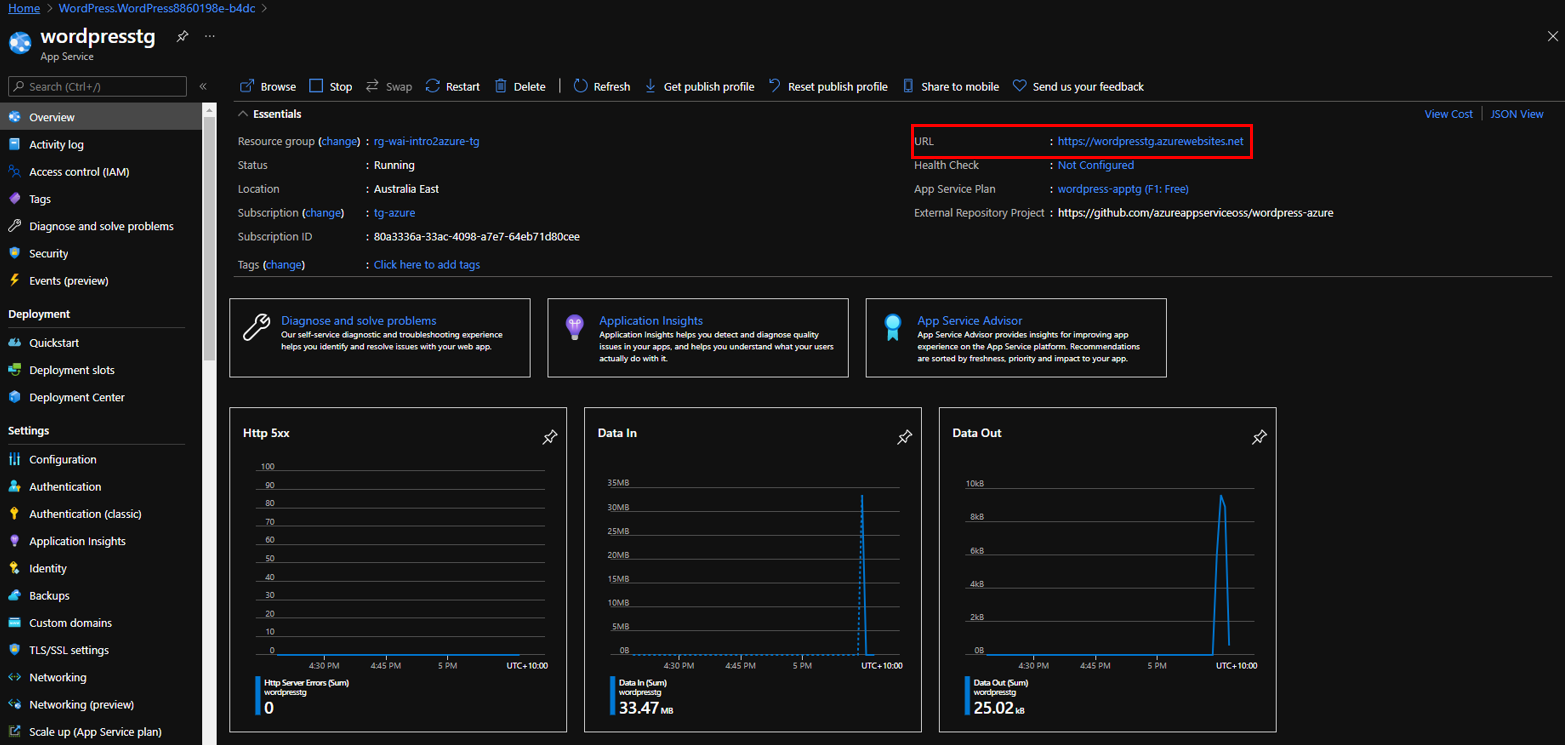 Home > WordPress.WordPress8860198e-b4dc >
wordpresstg
App Service
Search (Ctrl+/)
«
Overview
Activity log
Access control (IAM)
Tags
Diagnose and solve problems
Security
Events (preview)
Deployment
Quickstart
Deployment slots
Deployment Center
Settings
Configuration
Authentication
Authentication (classic)
Application Insights
Identity
Backups
Custom domains
TLS/SSL settings
Networking
Networking (preview)
Scale up (App Service plan)
Browse Stop Swap Restart Delete Refresh Get publish profile Reset publish profile Share to mobile Send us your feedback
Essentials
View Cost JSON View
Resource group (change) : rg-wai-intro2azure-tg
Status : Running
Location : Australia East
Subscription (change) : tg-azure
Subscription ID : 80a3336a-33ac-4098-a7e7-64eb71d80cee
Tags (change) : Click here to add tags
URL : https://wordpresstg.azurewebsites.net
Health Check : Not Configured
App Service Plan : wordpress-apptg (F1: Free)
External Repository Project : https://github.com/azureappserviceoss/wordpress-azure
Diagnose and solve problems
Our self-service diagnostic and troubleshooting experience
helps you identify and resolve issues with your web app.
Application Insights
Application Insights helps you detect and diagnose quality
issues in your apps, and helps you understand what your users
actually do with it.
App Service Advisor
App Service Advisor provides insights for improving app
experience on the App Service platform. Recommendations
are sorted by freshness, priority and impact to your app.
Http 5xx
100
90
80
70
60
50
40
30
20
10
0
4:30 PM 4:45 PM 5 PM UTC+10:00
Http Server Errors (Sum)
wordpresstg
0
Data In
35MB
30MB
25MB
20MB
15MB
10MB
5MB
0B
4:30 PM 4:45 PM 5 PM UTC+10:00
Data In (Sum)
wordpresstg
33.47 MB
Data Out
10kB
8kB
6kB
4kB
2kB
0B
4:30 PM 4:45 PM 5 PM UTC+10:00
Data Out (Sum)
wordpresstg
25.02 kB